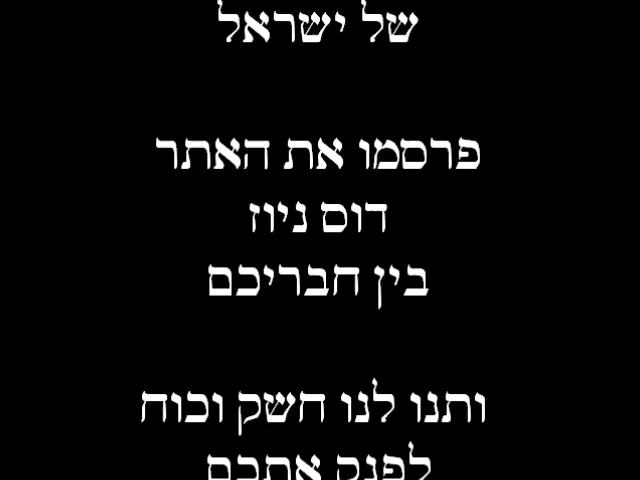 של ישראל
פרסמו את האתר
דוס ניוז
בין חבריכם
ותנו לנו חשק וכוח
לפנק אתכם